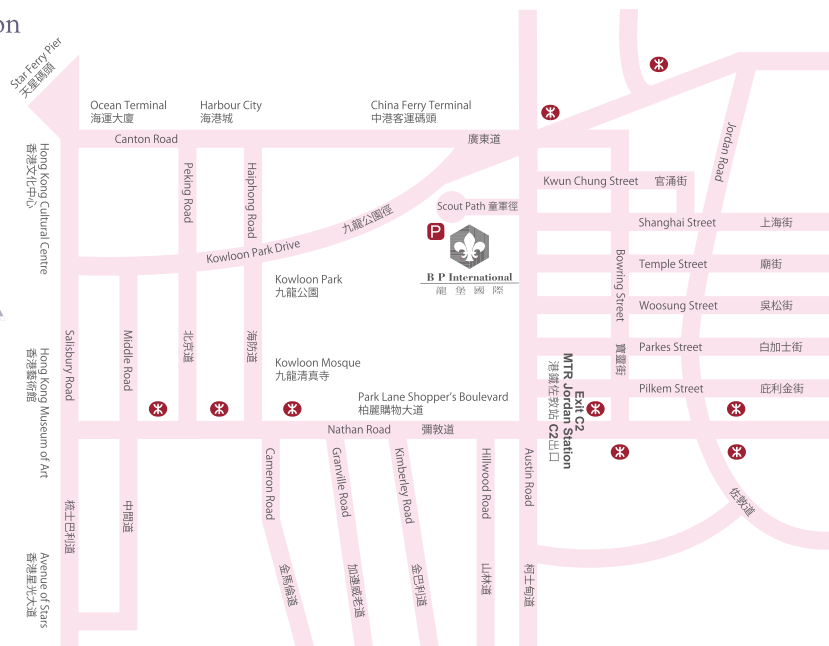 on
Star Ferry Pier
天星碼頭
Ocean Terminal
海運大廈
Harbour City
海港城
China Ferry Terminal
中港客運碼頭
Canton Road
廣東道
Hong Kong Cultural Centre
香港文化中心
Peking Road
Haiphong Road
Jordan Road
Kwun Chung Street 官涌街
Scout Path 童軍徑
九龍公園徑
Kowloon Park Drive
P
B P International
龍堡國際
Shanghai Street 上海街
Temple Street 廟街
Woosung Street 吳松街
Parkes Street 白加士街
Pilkem Street 庇利金街
Bowring Street
寶靈街
Kowloon Park
九龍公園
Kowloon Mosque
九龍清真寺
Park Lane Shopper's Boulevard
柏麗購物大道
Salisbury Road
Middle Road
北京道
海防道
Hong Kong Museum of Art
香港藝術館
Exit C2
MTR Jordan Station
港鐵佐敦站 C2出口
Nathan Road 彌敦道
Cameron Road
Granville Road
Kimberley Road
Hillwood Road
Austin Road
佐敦道
梳士巴利道
中間道
Avenue of Stars
香港星光大道
金馬倫道
加連威老道
金巴利道
山林道
柯士甸道